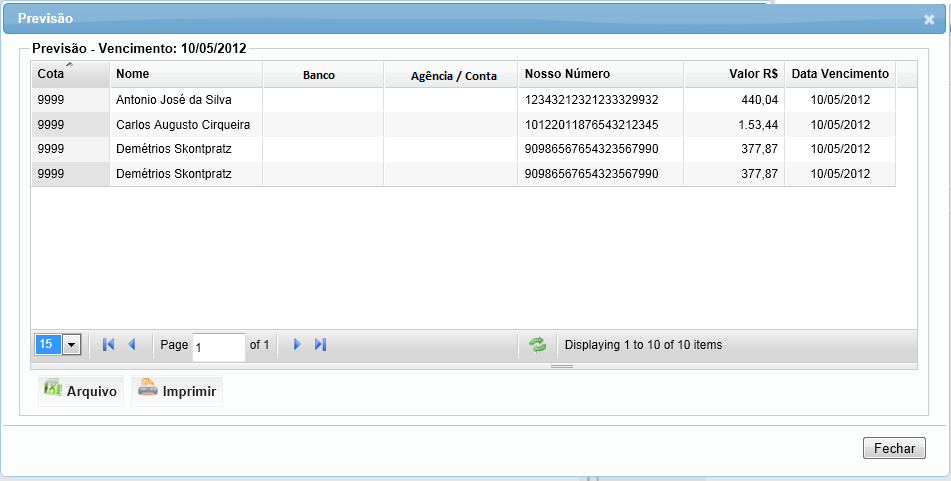 Previsão
Previsão - Vencimento: 10/05/2012
Cota Nome Banco Agência / Conta Nosso Número Valor R$ Data Vencimento
9999 Antonio José da Silva 12343212321233329932 440,04 10/05/2012
9999 Carlos Augusto Cirqueira 10122011876543212345 1.53,44 10/05/2012
9999 Demétrios Skontpratz 90986567654323567990 377,87 10/05/2012
9999 Demétrios Skontpratz 90986567654323567990 377,87 10/05/2012
15 Page 1 of 1 Displaying 1 to 10 of 10 items
Arquivo Imprimir
Fechar